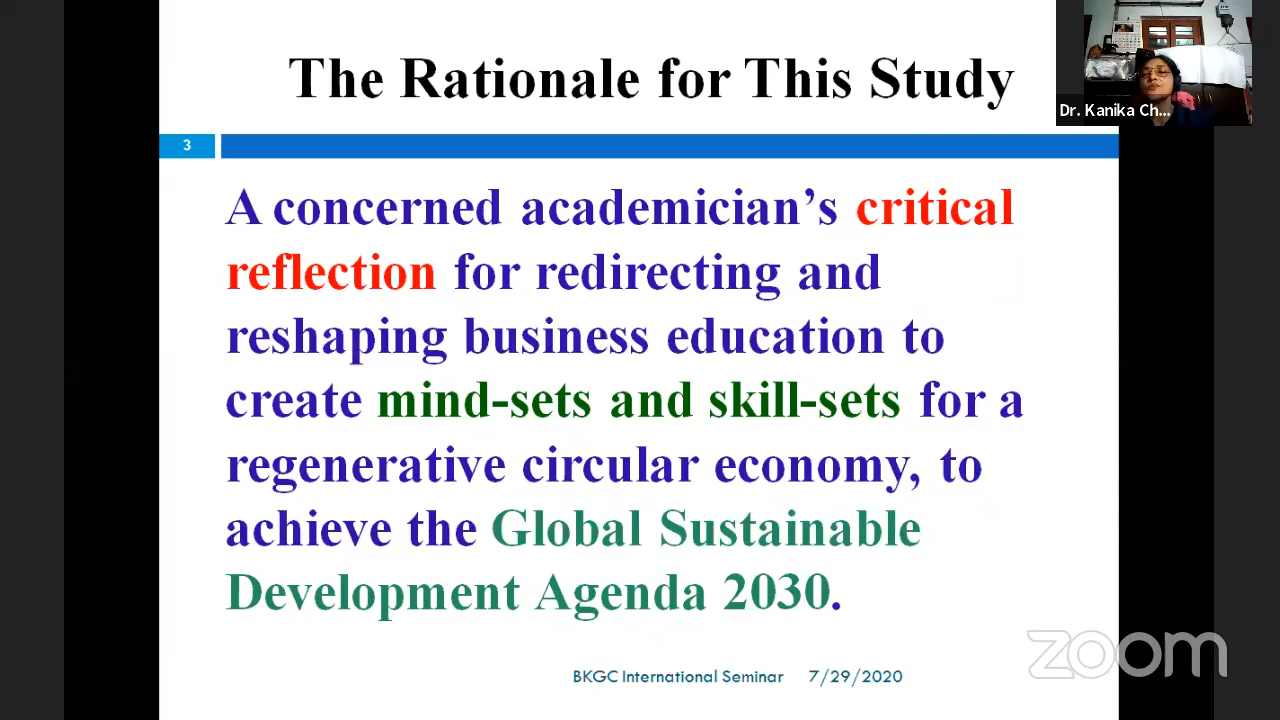 The Rationale for This Study
Dr. Kanika Ch...
3
A concerned academician’s critical
reflection for redirecting and
reshaping business education to
create mind-sets and skill-sets for a
regenerative circular economy, to
achieve the Global Sustainable
Development Agenda 2030.
BKGC International Seminar 7/29/2020
zoom